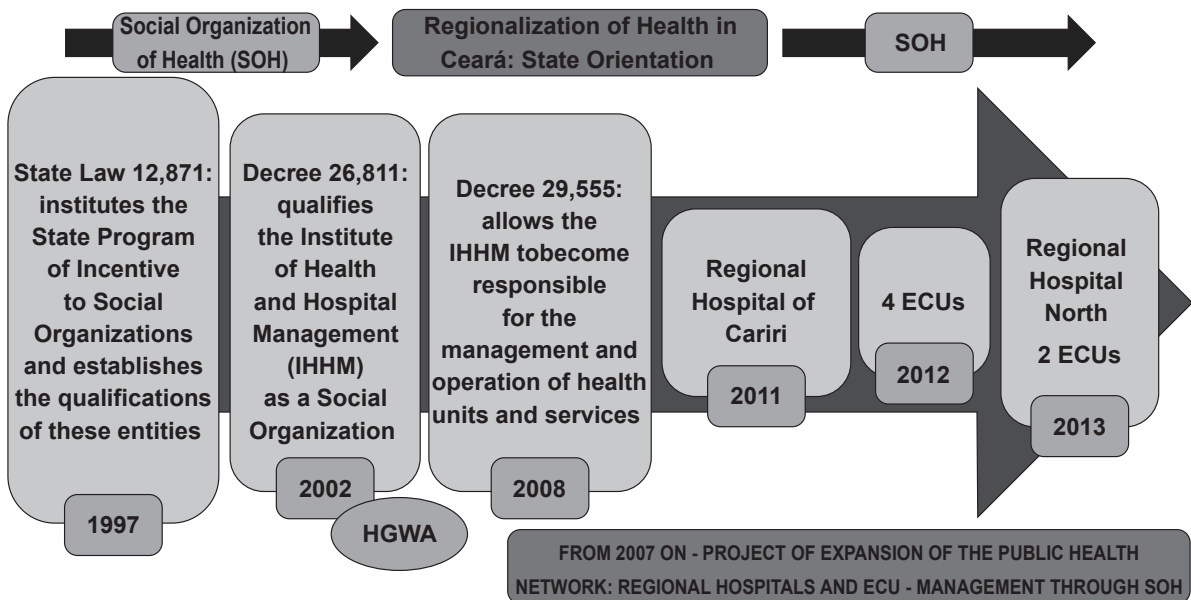 Social Organization
of Health (SOH)
Regionalization of Health in
Ceará: State Orientation
SOH
State Law 12,871:
institutes the
State Program
of Incentive
to Social
Organizations
and establishes
the qualifications
of these entities
1997
Decree 26,811:
qualifies
the Institute
of Health
and Hospital
Management
(IHHM)
as a Social
Organization
2002
HGWA
Decree 29,555:
allows the
IHHM tobecome
responsible
for the
management and
operation of health
units and services
2008
Regional
Hospital of
Cariri
2011
4 ECUs
2012
Regional
Hospital
North
2 ECUs
2013
FROM 2007 ON - PROJECT OF EXPANSION OF THE PUBLIC HEALTH
NETWORK: REGIONAL HOSPITALS AND ECU - MANAGEMENT THROUGH SOH